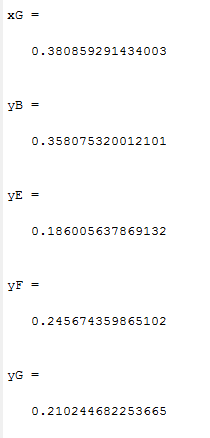 xG =
0.380859291434003
yB =
0.358075320012101
yE =
0.186005637869132
yF =
0.245674359865102
yG =
0.210244682253665